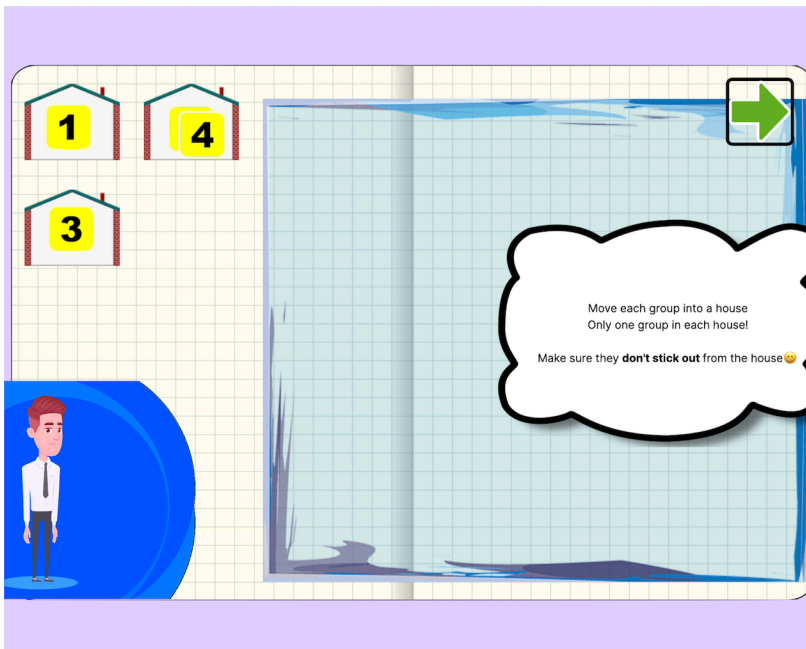 1
4
3
Move each group into a house
Only one group in each house!
Make sure they don't stick out from the house😀